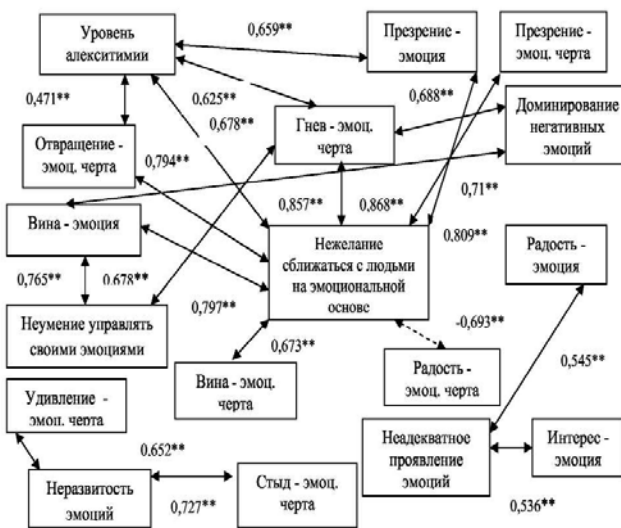 Уровень
алекситимии
0,659**
Презрение -
эмоция
Презрение -
эмоц. черта
0,471**
0,625**
0,678**
0,688**
Гнев - эмоц.
черта
Доминирование
негативных
эмоций
Отвращение -
эмоц. черта
0,794**
0,857**
0,868**
0,71**
0,809**
Вина - эмоция
Нежелание
сближаться с людьми
на эмоциональной
основе
Радость -
эмоция
0,765**
0,678**
0,797**
Неумение управлять
своими эмоциями
0,673**
-0,693**
0,545**
Вина - эмоц.
черта
Радость -
эмоц. черта
Удивление -
эмоц. черта
Неадекватное
проявление
эмоций
Интерес -
эмоция
0,652**
0,727**
Неразвитость
эмоций
Стыд - эмоц.
черта
0,536**